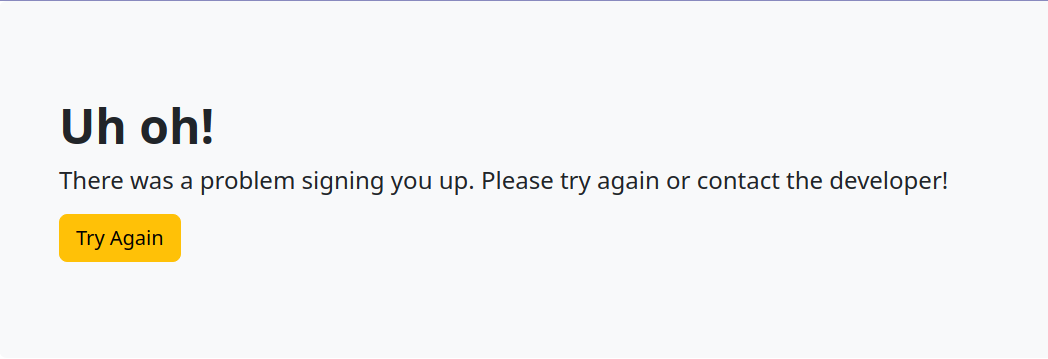 Uh oh!
There was a problem signing you up. Please try again or contact the developer!
Try Again